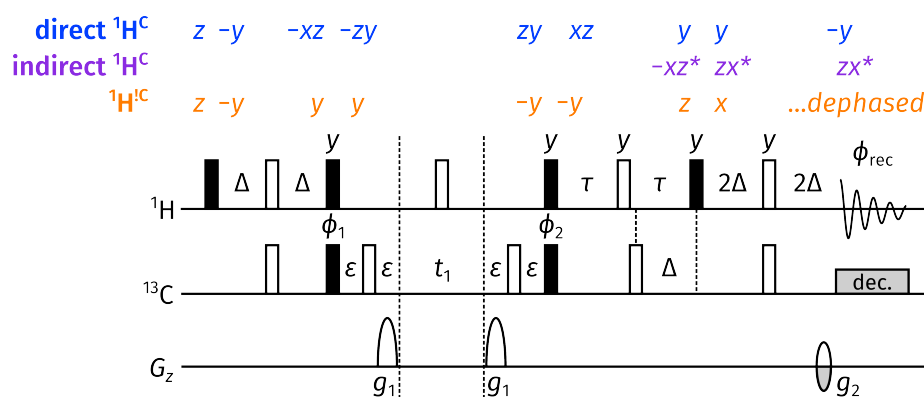 direct ¹Hᶜ z −y −xz −zy zy xz y y −y
indirect ¹Hᶜ −xz* zx* zx*
¹H^!C z −y y y −y −y z x ...dephased
y y y y y
ϕrec
Δ Δ τ τ 2Δ 2Δ
¹H
ϕ₁ ϕ₂
ε ε t₁ ε ε Δ
¹³C dec.
G_z
g₁ g₁ g₂